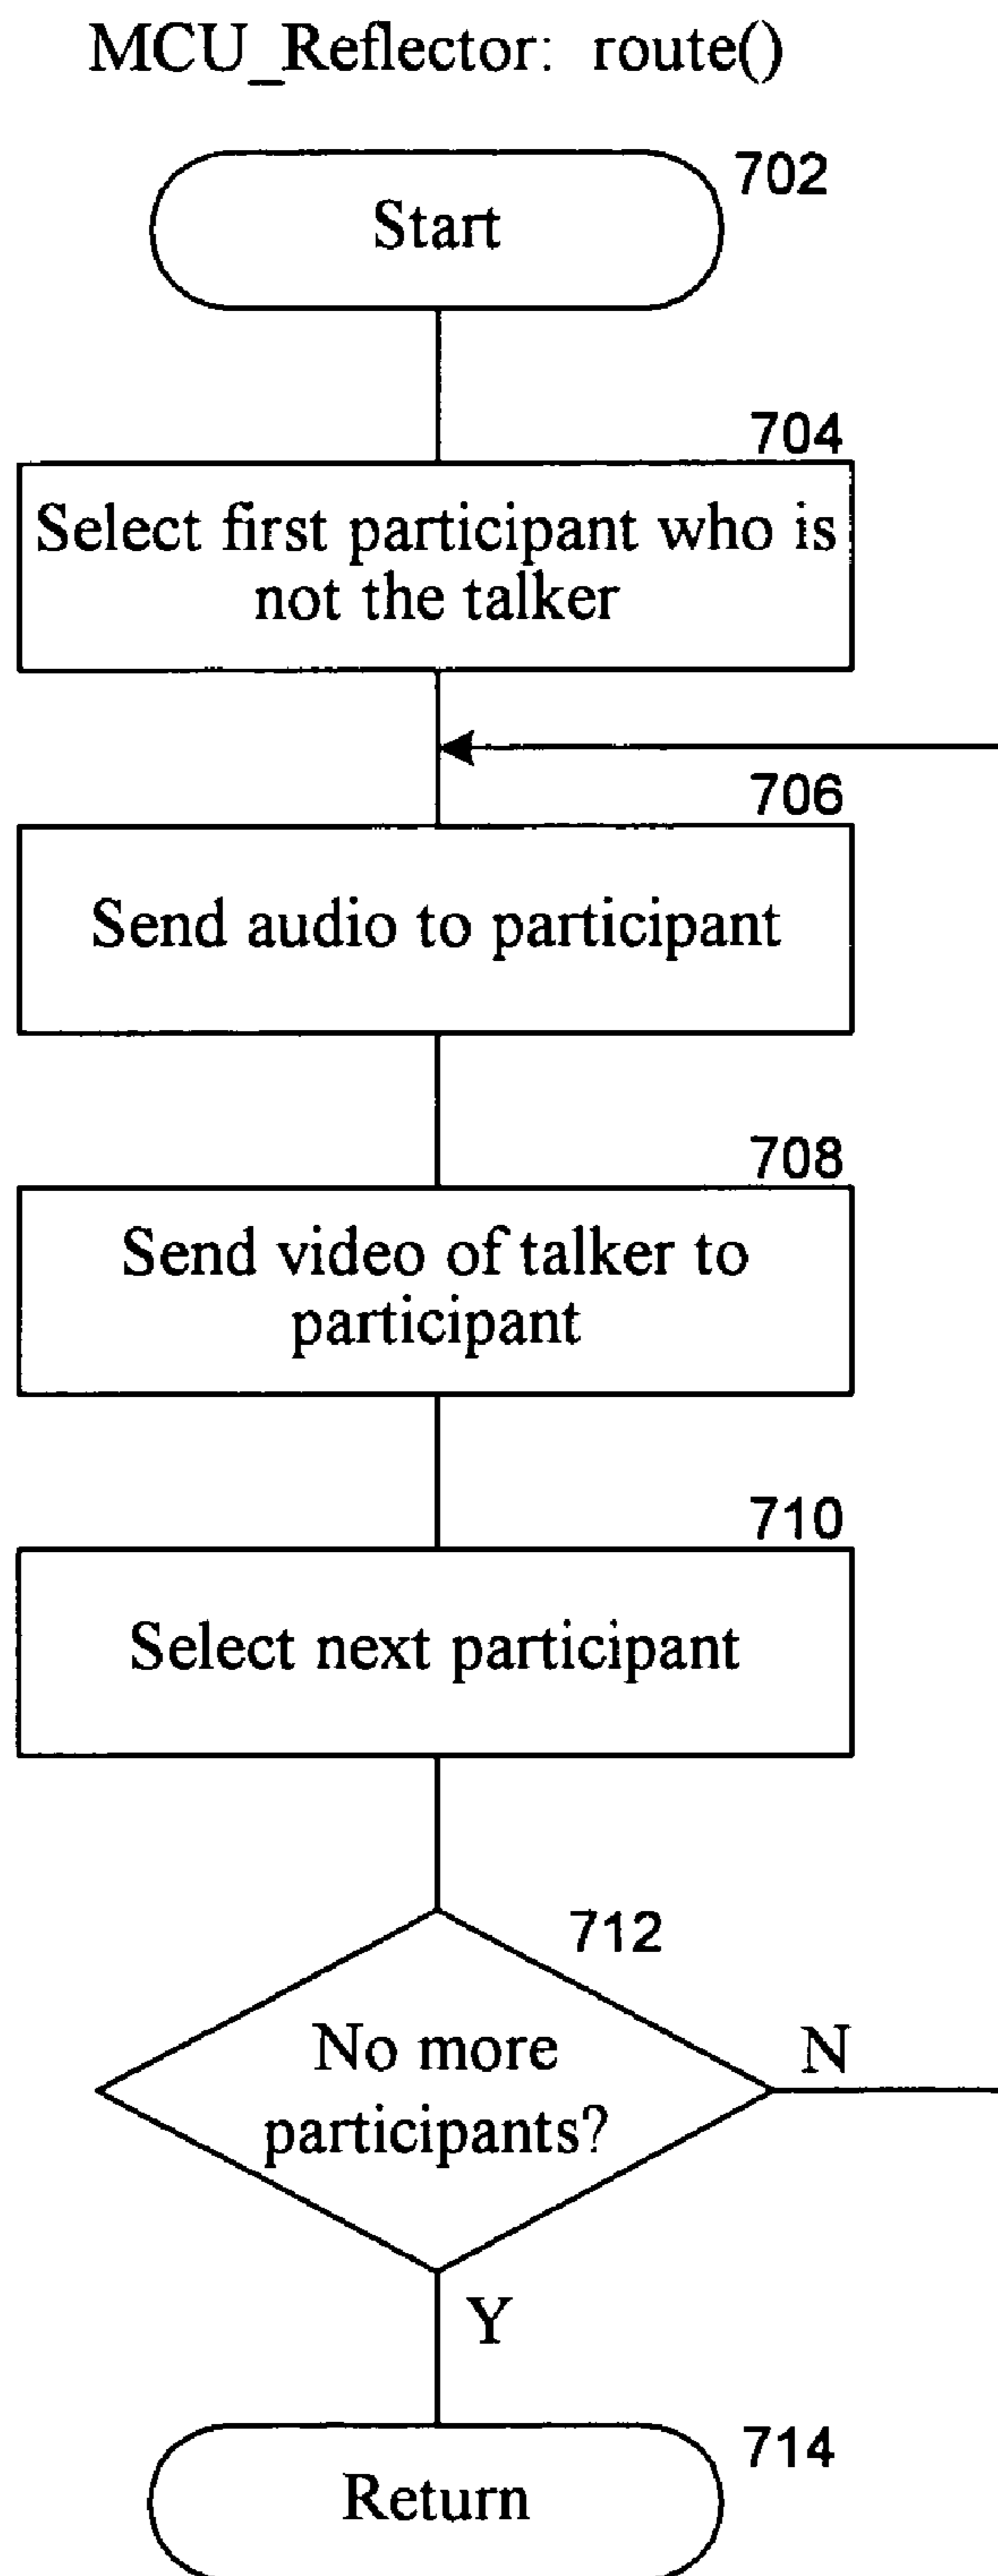 MCU_Reflector: route()
702
Start
704
Select first participant who is
not the talker
706
Send audio to participant
708
Send video of talker to
participant
710
Select next participant
712
No more
participants?
N
Y
714
Return